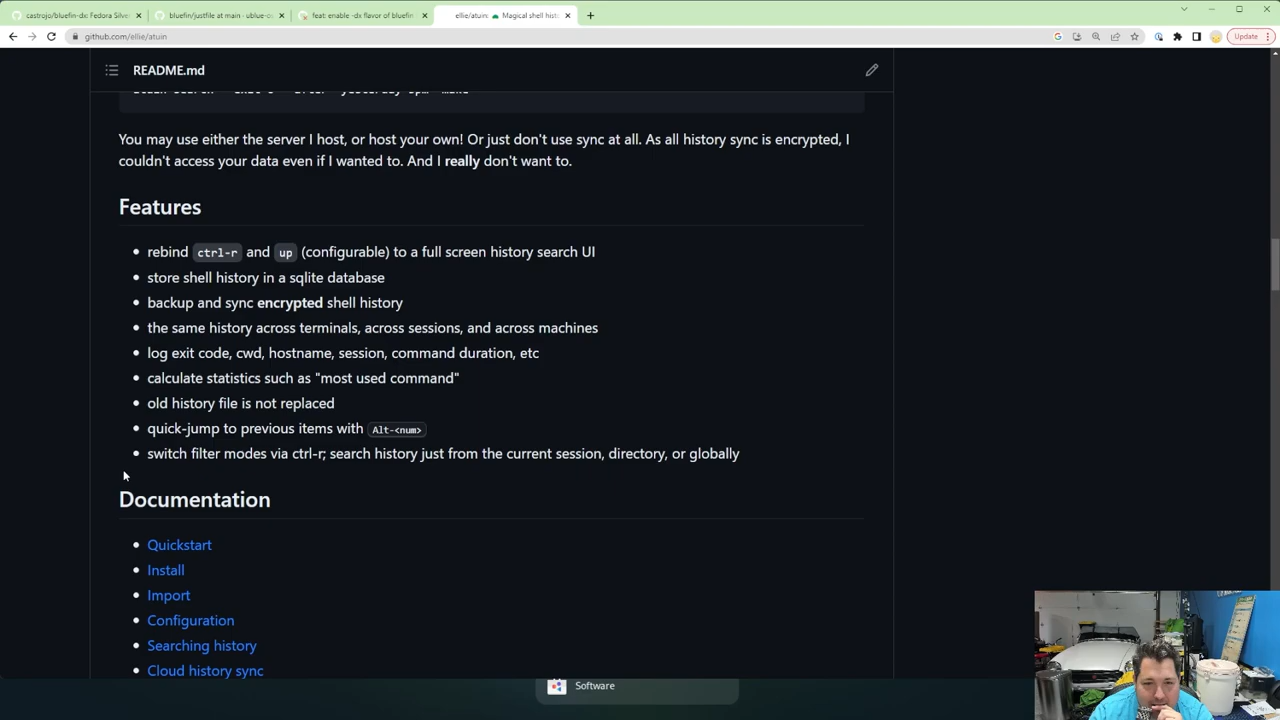 castrojo/bluefin-dx: Fedora Silver
bluefin/justfile at main · ublue-o
feat: enable -dx flavor of bluefin
ellie/atuin: Magical shell hist
github.com/ellie/atuin
Update
README.md
You may use either the server I host, or host your own! Or just don't use sync at all. As all history sync is encrypted, I
couldn't access your data even if I wanted to. And I really don't want to.
Features
rebind ctrl-r and up (configurable) to a full screen history search UI
store shell history in a sqlite database
backup and sync encrypted shell history
the same history across terminals, across sessions, and across machines
log exit code, cwd, hostname, session, command duration, etc
calculate statistics such as "most used command"
old history file is not replaced
quick-jump to previous items with Alt-<num>
switch filter modes via ctrl-r; search history just from the current session, directory, or globally
Documentation
Quickstart
Install
Import
Configuration
Searching history
Cloud history sync
Software